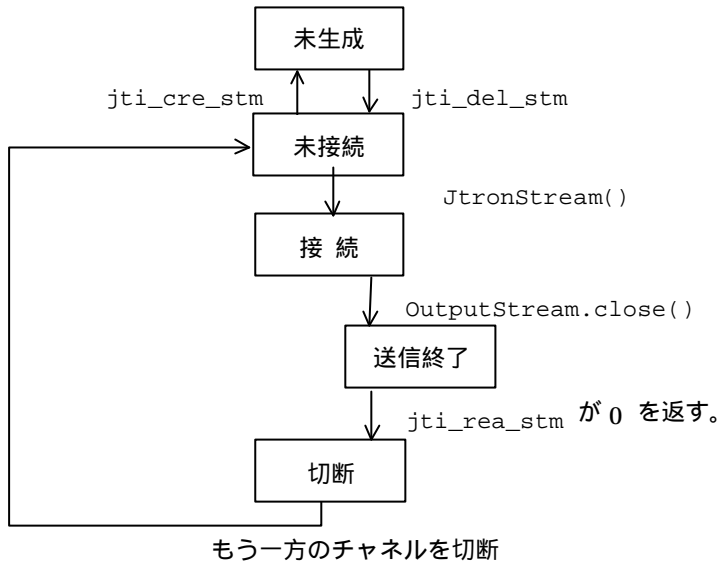 未生成
jti_cre_stm
jti_del_stm
未接続
JtronStream()
接 続
OutputStream.close()
送信終了
jti_rea_stm が 0 を返す。
切断
もう一方のチャネルを切断